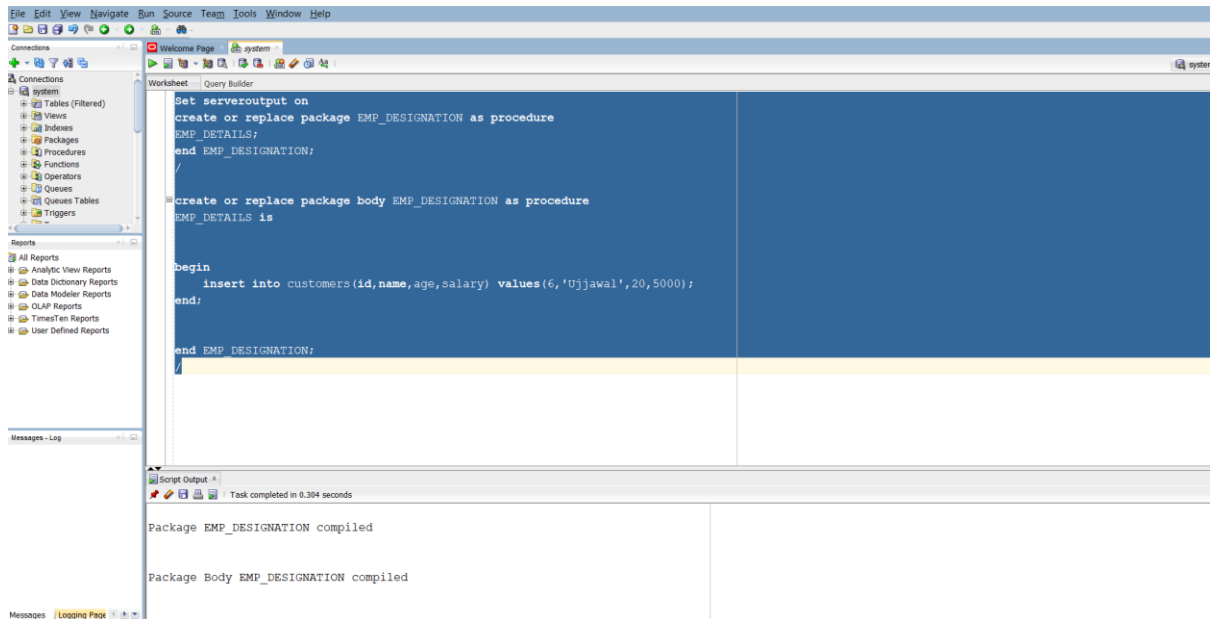 File Edit View Navigate Run Source Team Tools Window Help
Connections
Welcome Page
system
system
Connections
system
Tables (Filtered)
Views
Indexes
Packages
Procedures
Functions
Operators
Queues
Queues Tables
Triggers
Reports
All Reports
Analytic View Reports
Data Dictionary Reports
Data Modeler Reports
OLAP Reports
TimesTen Reports
User Defined Reports
Messages - Log
Messages Logging Page
Worksheet Query Builder
Set serveroutput on
create or replace package EMP_DESIGNATION as procedure
EMP_DETAILS;
end EMP_DESIGNATION;
/
create or replace package body EMP_DESIGNATION as procedure
EMP_DETAILS is
begin
insert into customers(id,name,age,salary) values(6,'Ujjawal',20,5000);
end;
end EMP_DESIGNATION;
/
Script Output
Task completed in 0.304 seconds
Package EMP_DESIGNATION compiled
Package Body EMP_DESIGNATION compiled